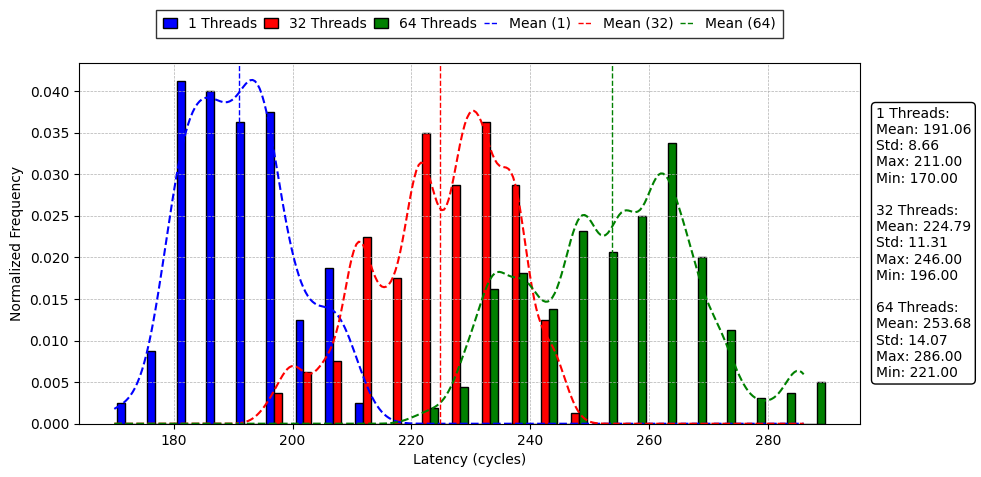 1 Threads 32 Threads 64 Threads Mean (1) Mean (32) Mean (64)
0.040
0.035
0.030
0.025
0.020
0.015
0.010
0.005
0.000
Normalized Frequency
180 200 220 240 260 280
Latency (cycles)
1 Threads:
Mean: 191.06
Std: 8.66
Max: 211.00
Min: 170.00
32 Threads:
Mean: 224.79
Std: 11.31
Max: 246.00
Min: 196.00
64 Threads:
Mean: 253.68
Std: 14.07
Max: 286.00
Min: 221.00